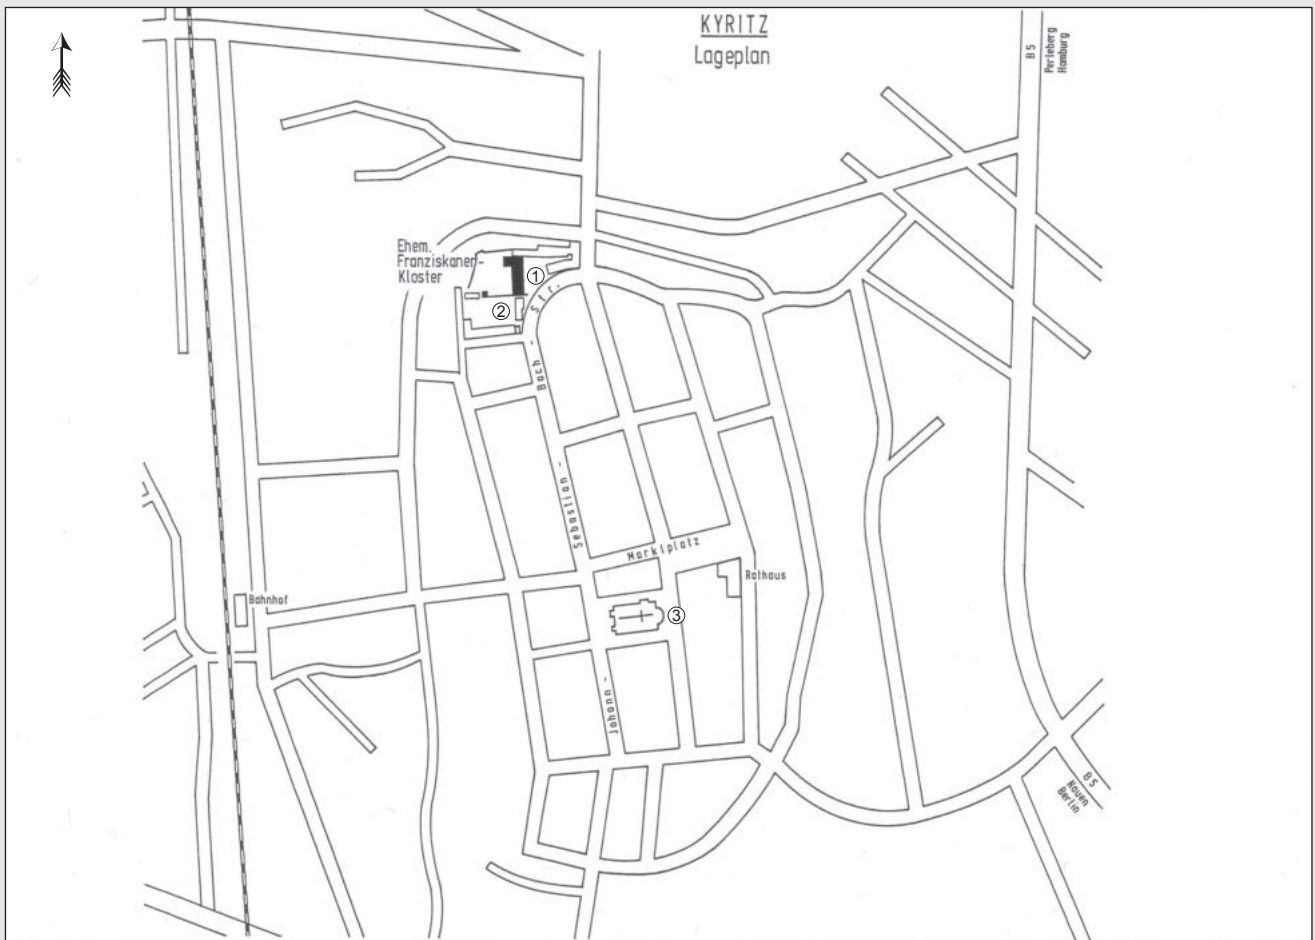 KYRITZ
Lageplan
B5
Perleberg
Hamburg
Ehem.
Franziskaner-
Kloster
①
②
Johann - Sebastian - Bach - Str.
Marktplatz
Rathaus
Bahnhof
③
B5
Kauen
Berlin